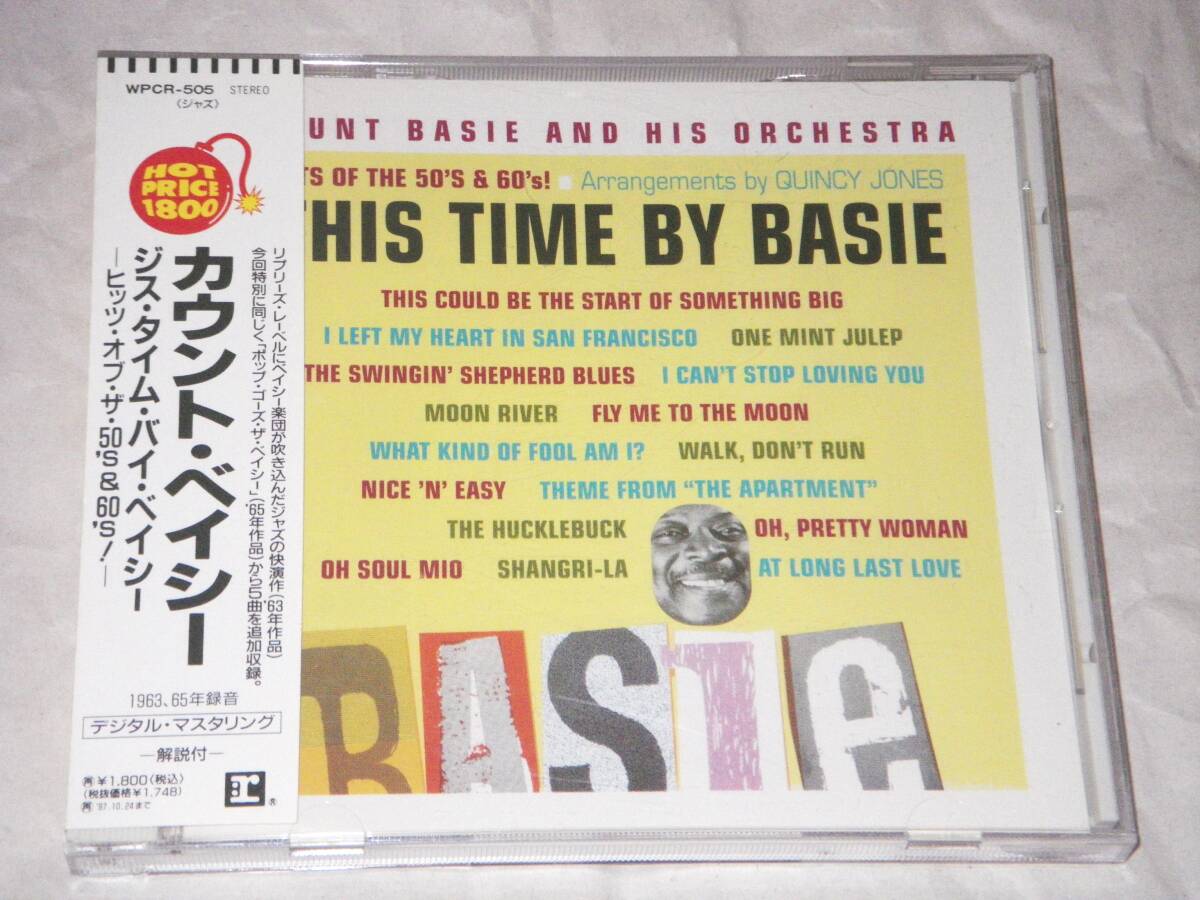 WPCR-505 STEREO
〈ジャズ〉
HOT
PRICE
1800
カウント・ベイシー
ジス・タイム・バイ・ベイシー
—ヒッツ・オブ・ザ・50'S&60'S!—
リプリーズ・レーベルにベイシー楽団が吹き込んだジャズの快演作('63年作品)
今回特別に同じく「ポップ・ゴーズ・ザ・ベイシー」('65年作品)から5曲を追加収録。
1963、65年録音
デジタル・マスタリング
—解説付—
再¥1,800(税込)
(税抜価格¥1,748)
再'97.10.24まで
r®
UNT BASIE AND HIS ORCHESTRA
TS OF THE 50'S & 60's! ■ Arrangements by QUINCY JONES
THIS TIME BY BASIE
THIS COULD BE THE START OF SOMETHING BIG
I LEFT MY HEART IN SAN FRANCISCO ONE MINT JULEP
THE SWINGIN' SHEPHERD BLUES I CAN'T STOP LOVING YOU
MOON RIVER FLY ME TO THE MOON
WHAT KIND OF FOOL AM I? WALK, DON'T RUN
NICE 'N' EASY THEME FROM "THE APARTMENT"
THE HUCKLEBUCK OH, PRETTY WOMAN
OH SOUL MIO SHANGRI-LA AT LONG LAST LOVE
BASiE